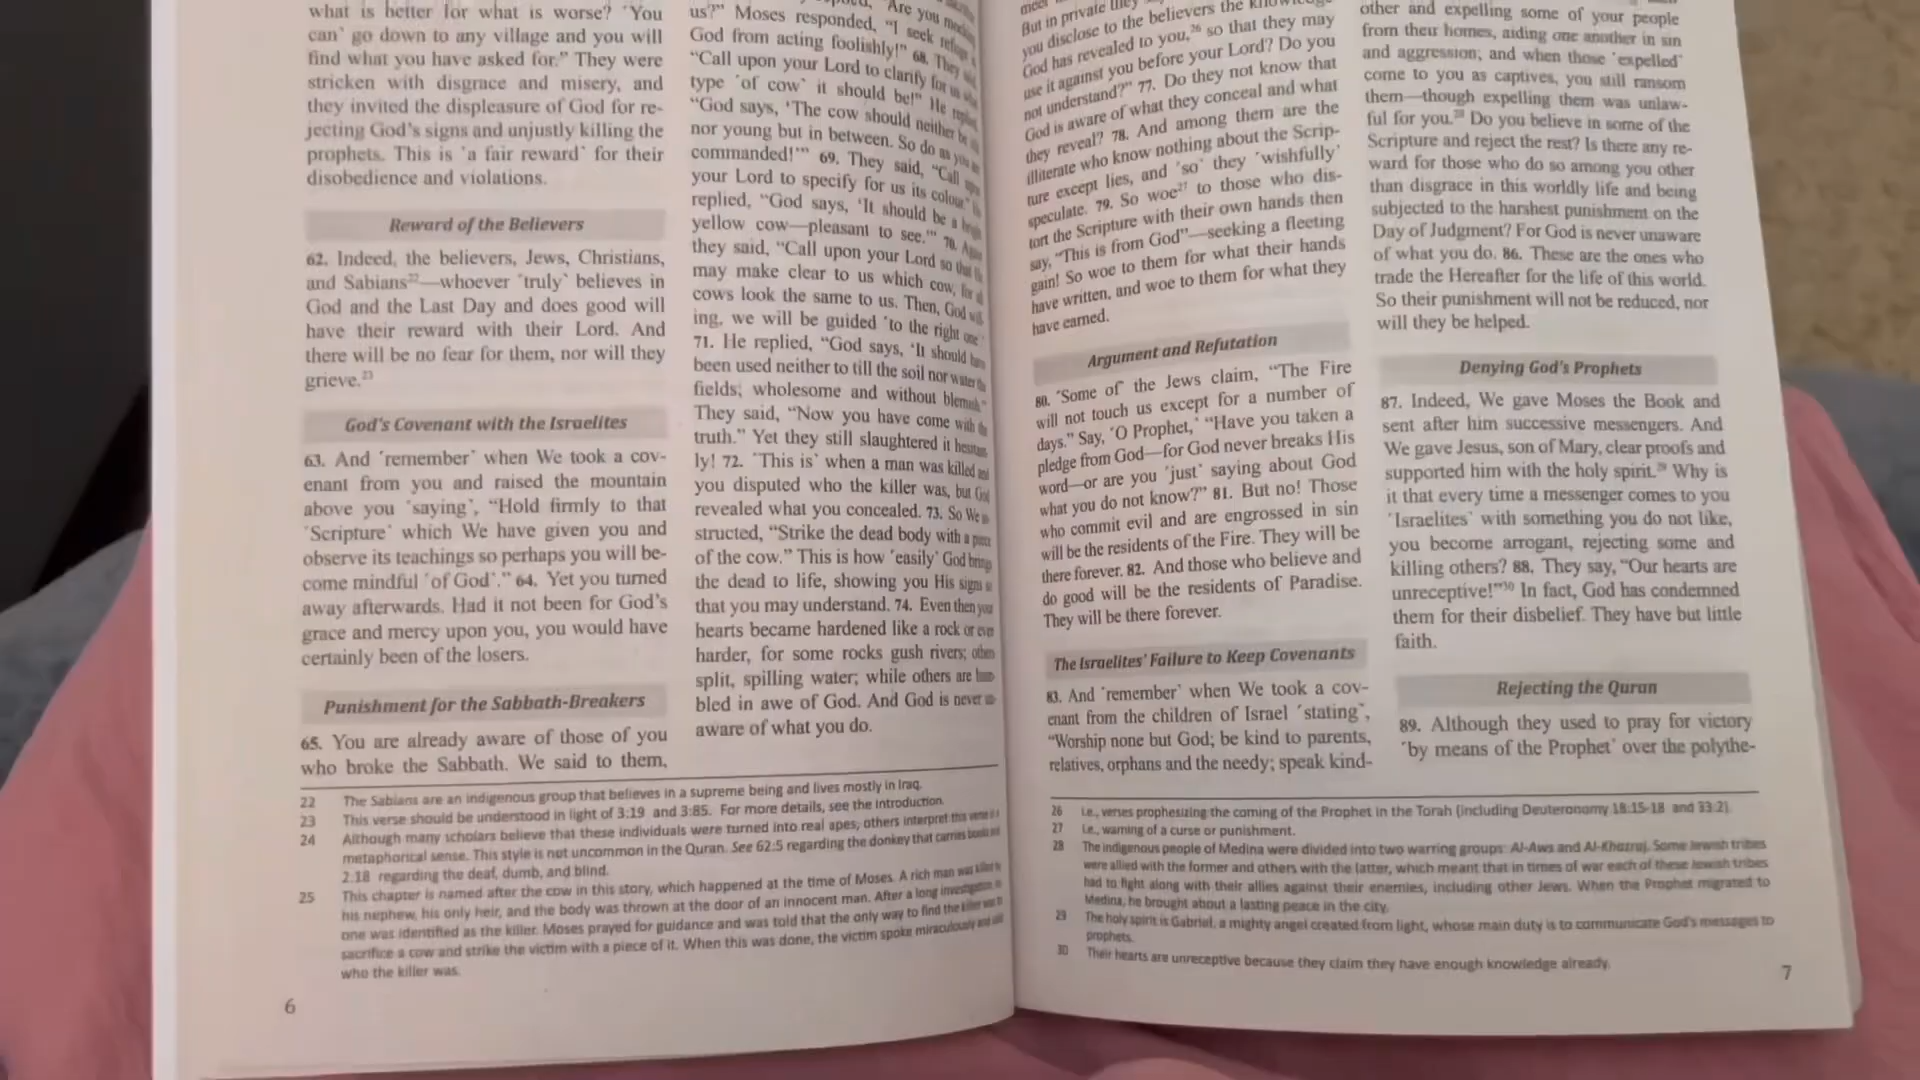 what is better for what is worse? ˹You
can˺ go down to any village and you will
find what you have asked for.” They were
stricken with disgrace and misery, and
they invited the displeasure of God for re-
jecting God’s signs and unjustly killing the
prophets. This is ˹a fair reward˺ for their
disobedience and violations.
Reward of the Believers
62. Indeed, the believers, Jews, Christians,
and Sabians22—whoever ˹truly˺ believes in
God and the Last Day and does good will
have their reward with their Lord. And
there will be no fear for them, nor will they
grieve.23
God’s Covenant with the Israelites
63. And ˹remember˺ when We took a cov-
enant from you and raised the mountain
above you ˹saying˺, “Hold firmly to that
˹Scripture˺ which We have given you and
observe its teachings so perhaps you will be-
come mindful ˹of God˺.” 64. Yet you turned
away afterwards. Had it not been for God’s
grace and mercy upon you, you would have
certainly been of the losers.
Punishment for the Sabbath-Breakers
65. You are already aware of those of you
who broke the Sabbath. We said to them,
“Are you mocking
us?” Moses responded, “I seek refuge in
God from acting foolishly!” 68. They said,
“Call upon your Lord to clarify for us what
type ˹of cow˺ it should be!” He replied,
“God says, ‘The cow should neither be old
nor young but in between. So do as you are
commanded!’” 69. They said, “Call upon
your Lord to specify for us its colour.” He
replied, “God says, ‘It should be a bright
yellow cow—pleasant to see.’” 70. Again
they said, “Call upon your Lord so that He
may make clear to us which cow, for all
cows look the same to us. Then, God will-
ing, we will be guided ˹to the right one˺.”
71. He replied, “God says, ‘It should have
been used neither to till the soil nor water the
fields; wholesome and without blemish.’”
They said, “Now you have come with the
truth.” Yet they still slaughtered it hesitant-
ly! 72. ˹This is˺ when a man was killed and
you disputed who the killer was, but God
revealed what you concealed. 73. So We in-
structed, “Strike the dead body with a piece
of the cow.” This is how ˹easily˺ God brings
the dead to life, showing you His signs so
that you may understand. 74. Even then your
hearts became hardened like a rock or even
harder, for some rocks gush rivers; others
split, spilling water; while others are hum-
bled in awe of God. And God is never un-
aware of what you do.
22 The Sabians are an indigenous group that believes in a supreme being and lives mostly in Iraq.
23 This verse should be understood in light of 3:19 and 3:85. For more details, see the Introduction.
24 Although many scholars believe that these individuals were turned into real apes, others interpret this verse in a
metaphorical sense. This style is not uncommon in the Quran. See 62:5 regarding the donkey that carries books and
2:18 regarding the deaf, dumb, and blind.
25 This chapter is named after the cow in this story, which happened at the time of Moses. A rich man was killed by
his nephew, his only heir, and the body was thrown at the door of an innocent man. After a long investigation, no
one was identified as the killer. Moses prayed for guidance and was told that the only way to find the killer was to
sacrifice a cow and strike the victim with a piece of it. When this was done, the victim spoke miraculously and said
who the killer was.
6
But in private they say
you disclose to the believers the knowledge
God has revealed to you,26 so that they may
use it against you before your Lord? Do you
not understand?” 77. Do they not know that
God is aware of what they conceal and what
they reveal? 78. And among them are the
illiterate who know nothing about the Scrip-
ture except lies, and ˹so˺ they ˹wishfully˺
speculate. 79. So woe27 to those who dis-
tort the Scripture with their own hands then
say, “This is from God”—seeking a fleeting
gain! So woe to them for what their hands
have written, and woe to them for what they
have earned.
Argument and Refutation
80. ˹Some of˺ the Jews claim, “The Fire
will not touch us except for a number of
days.” Say, ˹O Prophet,˺ “Have you taken a
pledge from God—for God never breaks His
word—or are you ˹just˺ saying about God
what you do not know?” 81. But no! Those
who commit evil and are engrossed in sin
will be the residents of the Fire. They will be
there forever. 82. And those who believe and
do good will be the residents of Paradise.
They will be there forever.
The Israelites’ Failure to Keep Covenants
83. And ˹remember˺ when We took a cov-
enant from the children of Israel ˹stating˺,
“Worship none but God; be kind to parents,
relatives, orphans and the needy; speak kind-
other and expelling some of your people
from their homes, aiding one another in sin
and aggression; and when those ˹expelled˺
come to you as captives, you still ransom
them—though expelling them was unlaw-
ful for you.28 Do you believe in some of the
Scripture and reject the rest? Is there any re-
ward for those who do so among you other
than disgrace in this worldly life and being
subjected to the harshest punishment on the
Day of Judgment? For God is never unaware
of what you do. 86. These are the ones who
trade the Hereafter for the life of this world.
So their punishment will not be reduced, nor
will they be helped.
Denying God’s Prophets
87. Indeed, We gave Moses the Book and
sent after him successive messengers. And
We gave Jesus, son of Mary, clear proofs and
supported him with the holy spirit.29 Why is
it that every time a messenger comes to you
˹Israelites˺ with something you do not like,
you become arrogant, rejecting some and
killing others? 88. They say, “Our hearts are
unreceptive!”30 In fact, God has condemned
them for their disbelief. They have but little
faith.
Rejecting the Quran
89. Although they used to pray for victory
˹by means of the Prophet˺ over the polythe-
26 i.e., verses prophesizing the coming of the Prophet in the Torah (including Deuteronomy 18:15-18 and 33:2).
27 i.e., warning of a curse or punishment.
28 The indigenous people of Medina were divided into two warring groups: Al-Aws and Al-Khazraj. Some Jewish tribes
were allied with the former and others with the latter, which meant that in times of war each of these Jewish tribes
had to fight along with their allies against their enemies, including other Jews. When the Prophet migrated to
Medina, he brought about a lasting peace in the city.
29 The holy spirit is Gabriel, a mighty angel created from light, whose main duty is to communicate God’s messages to
prophets.
30 Their hearts are unreceptive because they claim they have enough knowledge already.
7